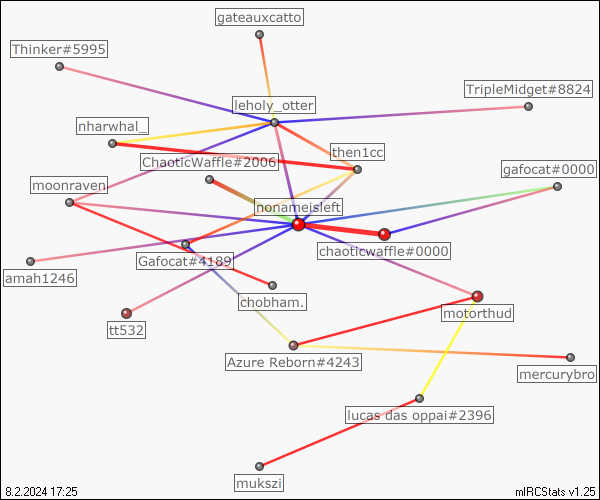 gateauxcatto
Thinker#5995
TripleMidget#8824
leholy_otter
nharwhal_
then1cc
ChaoticWaffle#2006
gafocat#0000
moonraven
nonameisleft
chaoticwaffle#0000
Gafocat#4189
amah1246
chobham.
motorthud
tt532
Azure Reborn#4243
mercurybro
lucas das oppai#2396
mukszi
8.2.2024 17:25
mIRCStats v1.25